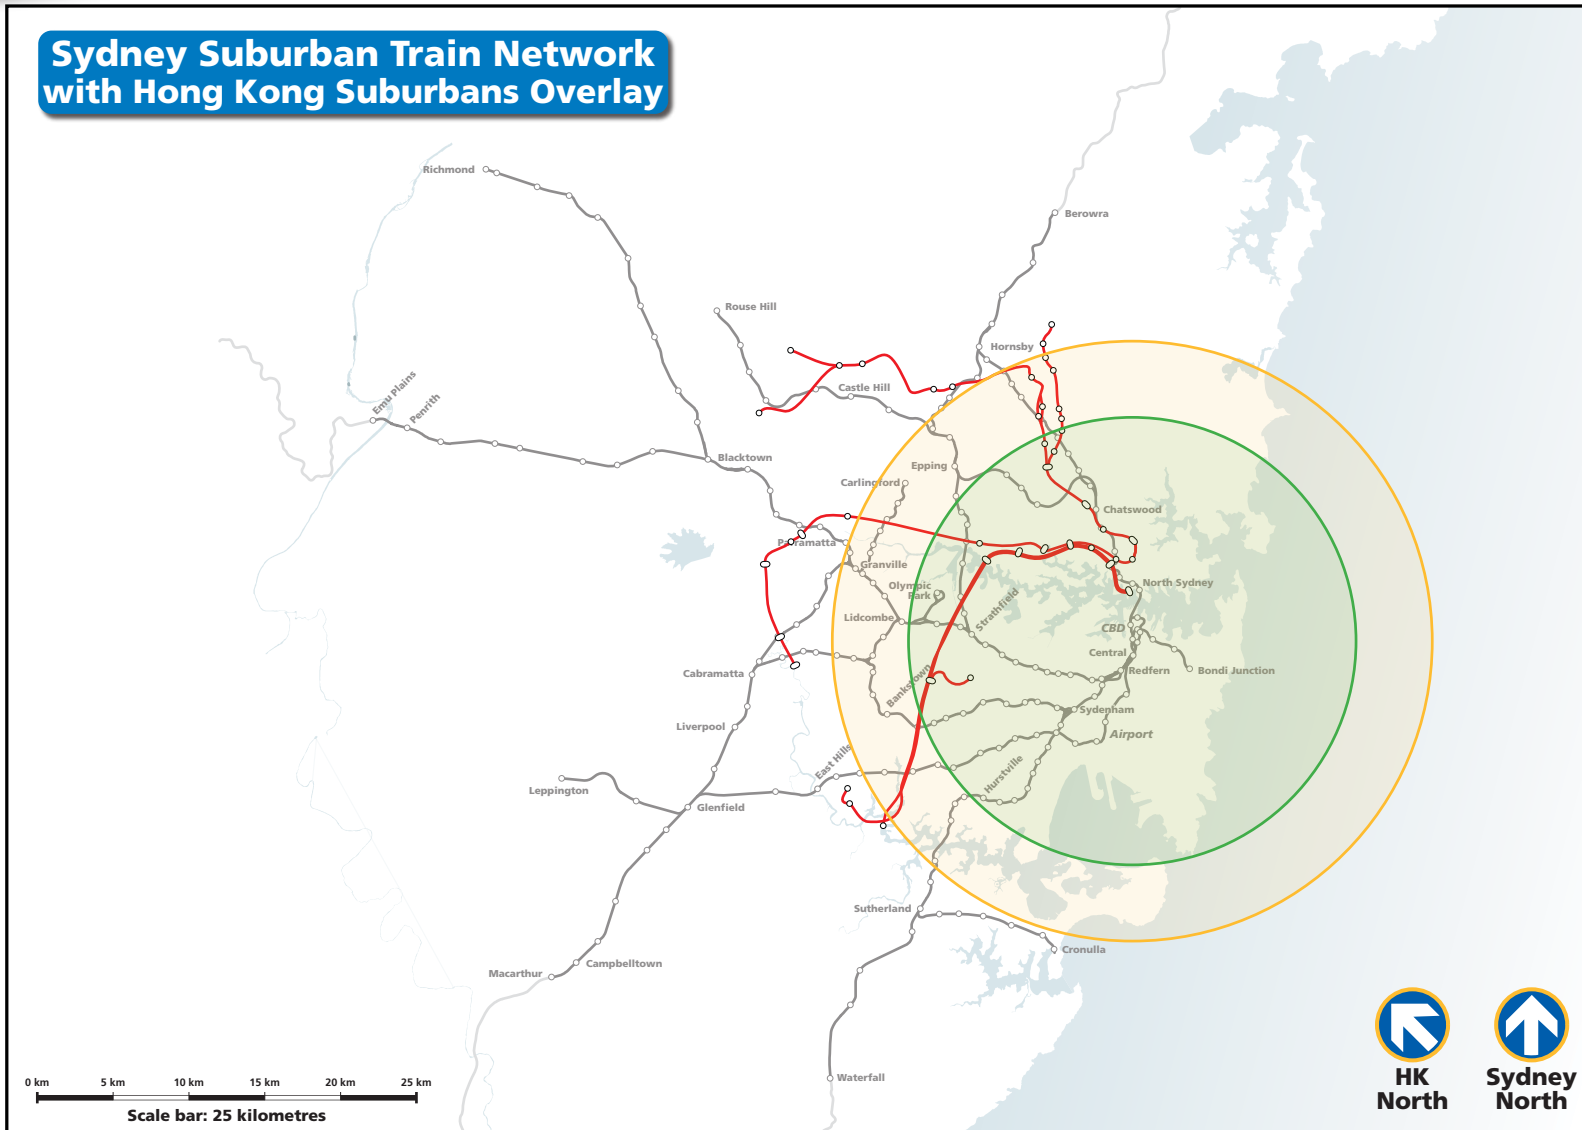 Sydney Suburban Train Network
with Hong Kong Suburbans Overlay
Richmond
Berowra
Rouse Hill
Hornsby
Castle Hill
Emu Plains
Penrith
Blacktown
Epping
Carlingford
Chatswood
Parramatta
Granville
Olympic
Park
North Sydney
Lidcombe
Strathfield
CBD
Central
Redfern
Bondi Junction
Cabramatta
Bankstown
Liverpool
Sydenham
Airport
East Hills
Hurstville
Leppington
Glenfield
Sutherland
Cronulla
Campbelltown
Macarthur
Waterfall
0 km 5 km 10 km 15 km 20 km 25 km
Scale bar: 25 kilometres
HK
North
Sydney
North